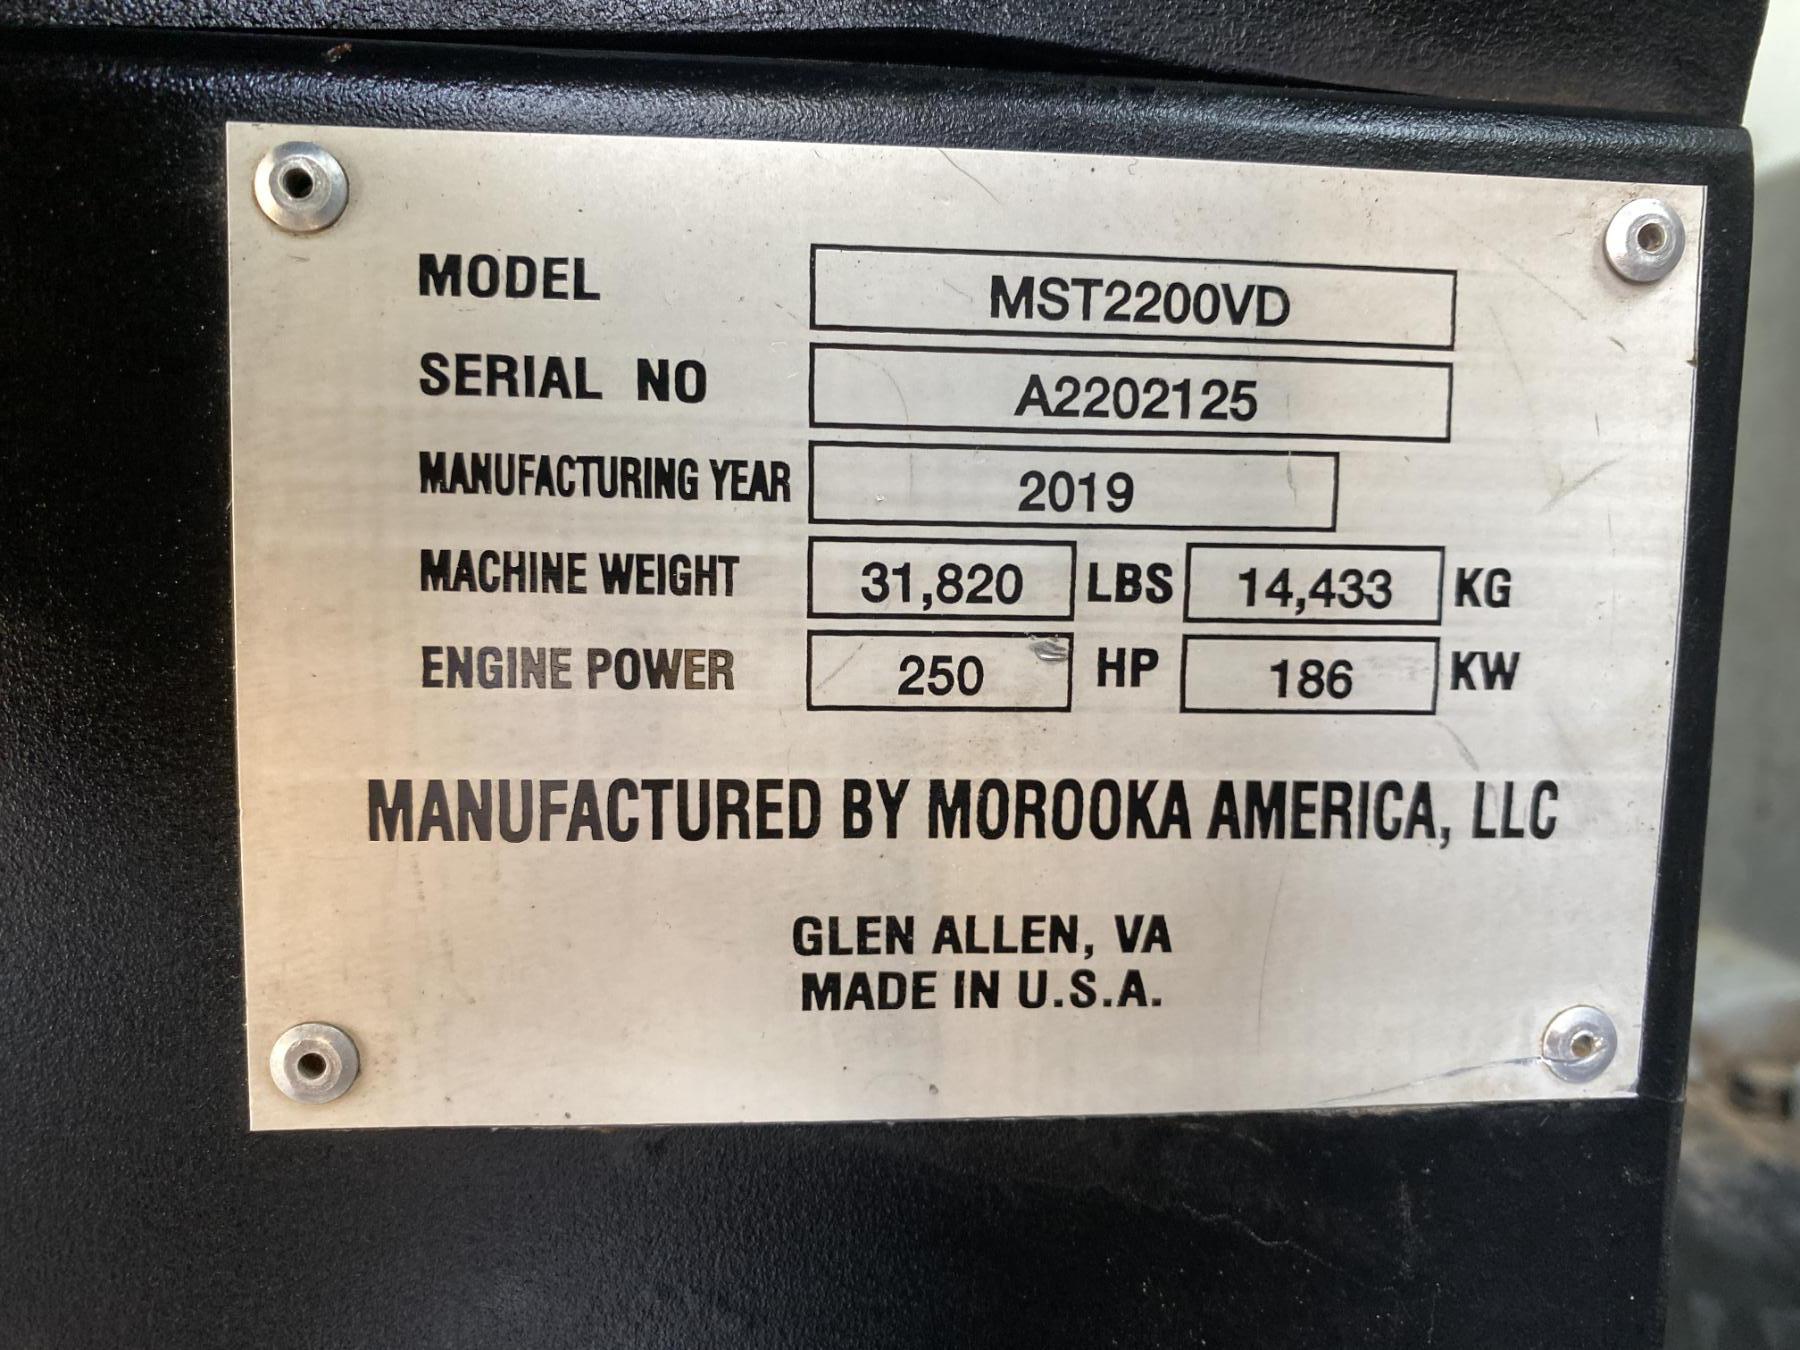 MODEL MST2200VD
SERIAL NO A2202125
MANUFACTURING YEAR 2019
MACHINE WEIGHT 31,820 LBS 14,433 KG
ENGINE POWER 250 HP 186 KW
MANUFACTURED BY MOROOKA AMERICA, LLC
GLEN ALLEN, VA
MADE IN U.S.A.